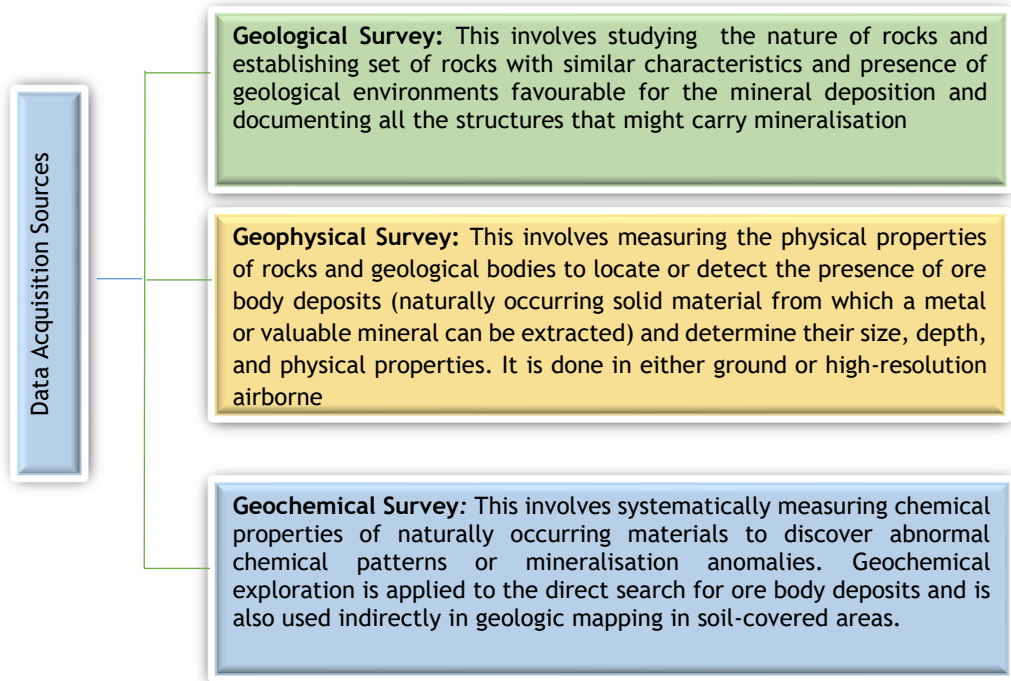 Data Acquisition Sources
Geological Survey: This involves studying the nature of rocks and
establishing set of rocks with similar characteristics and presence of
geological environments favourable for the mineral deposition and
documenting all the structures that might carry mineralisation
Geophysical Survey: This involves measuring the physical properties
of rocks and geological bodies to locate or detect the presence of ore
body deposits (naturally occurring solid material from which a metal
or valuable mineral can be extracted) and determine their size, depth,
and physical properties. It is done in either ground or high-resolution
airborne
Geochemical Survey: This involves systematically measuring chemical
properties of naturally occurring materials to discover abnormal
chemical patterns or mineralisation anomalies. Geochemical
exploration is applied to the direct search for ore body deposits and is
also used indirectly in geologic mapping in soil-covered areas.